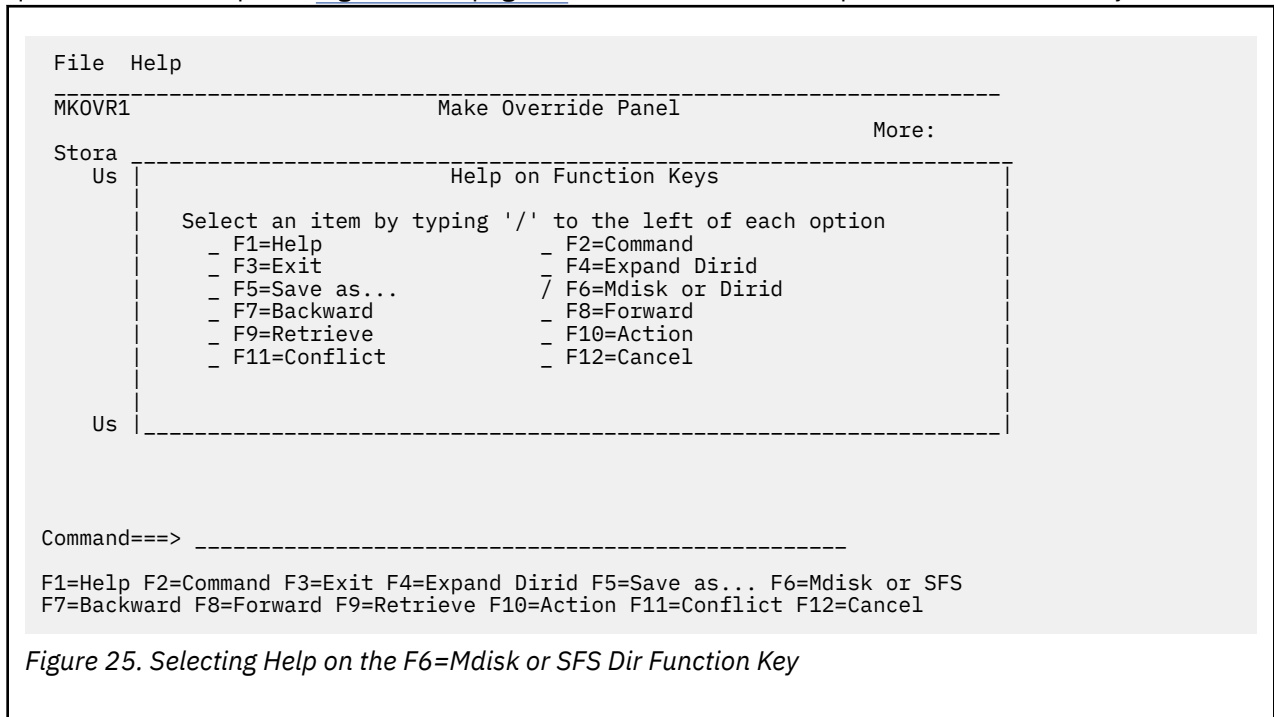 File Help
MKOVR1 Make Override Panel
More:
Stora
Us | Help on Function Keys |
| Select an item by typing '/' to the left of each option |
| _ F1=Help _ F2=Command |
| _ F3=Exit _ F4=Expand Dirid |
| _ F5=Save as... / F6=Mdisk or Dirid |
| _ F7=Backward _ F8=Forward |
| _ F9=Retrieve _ F10=Action |
| _ F11=Conflict _ F12=Cancel |
Us |___________________________________________________________________|
Command===> ___________________________________________________
F1=Help F2=Command F3=Exit F4=Expand Dirid F5=Save as... F6=Mdisk or SFS
F7=Backward F8=Forward F9=Retrieve F10=Action F11=Conflict F12=Cancel
Figure 25. Selecting Help on the F6=Mdisk or SFS Dir Function Key